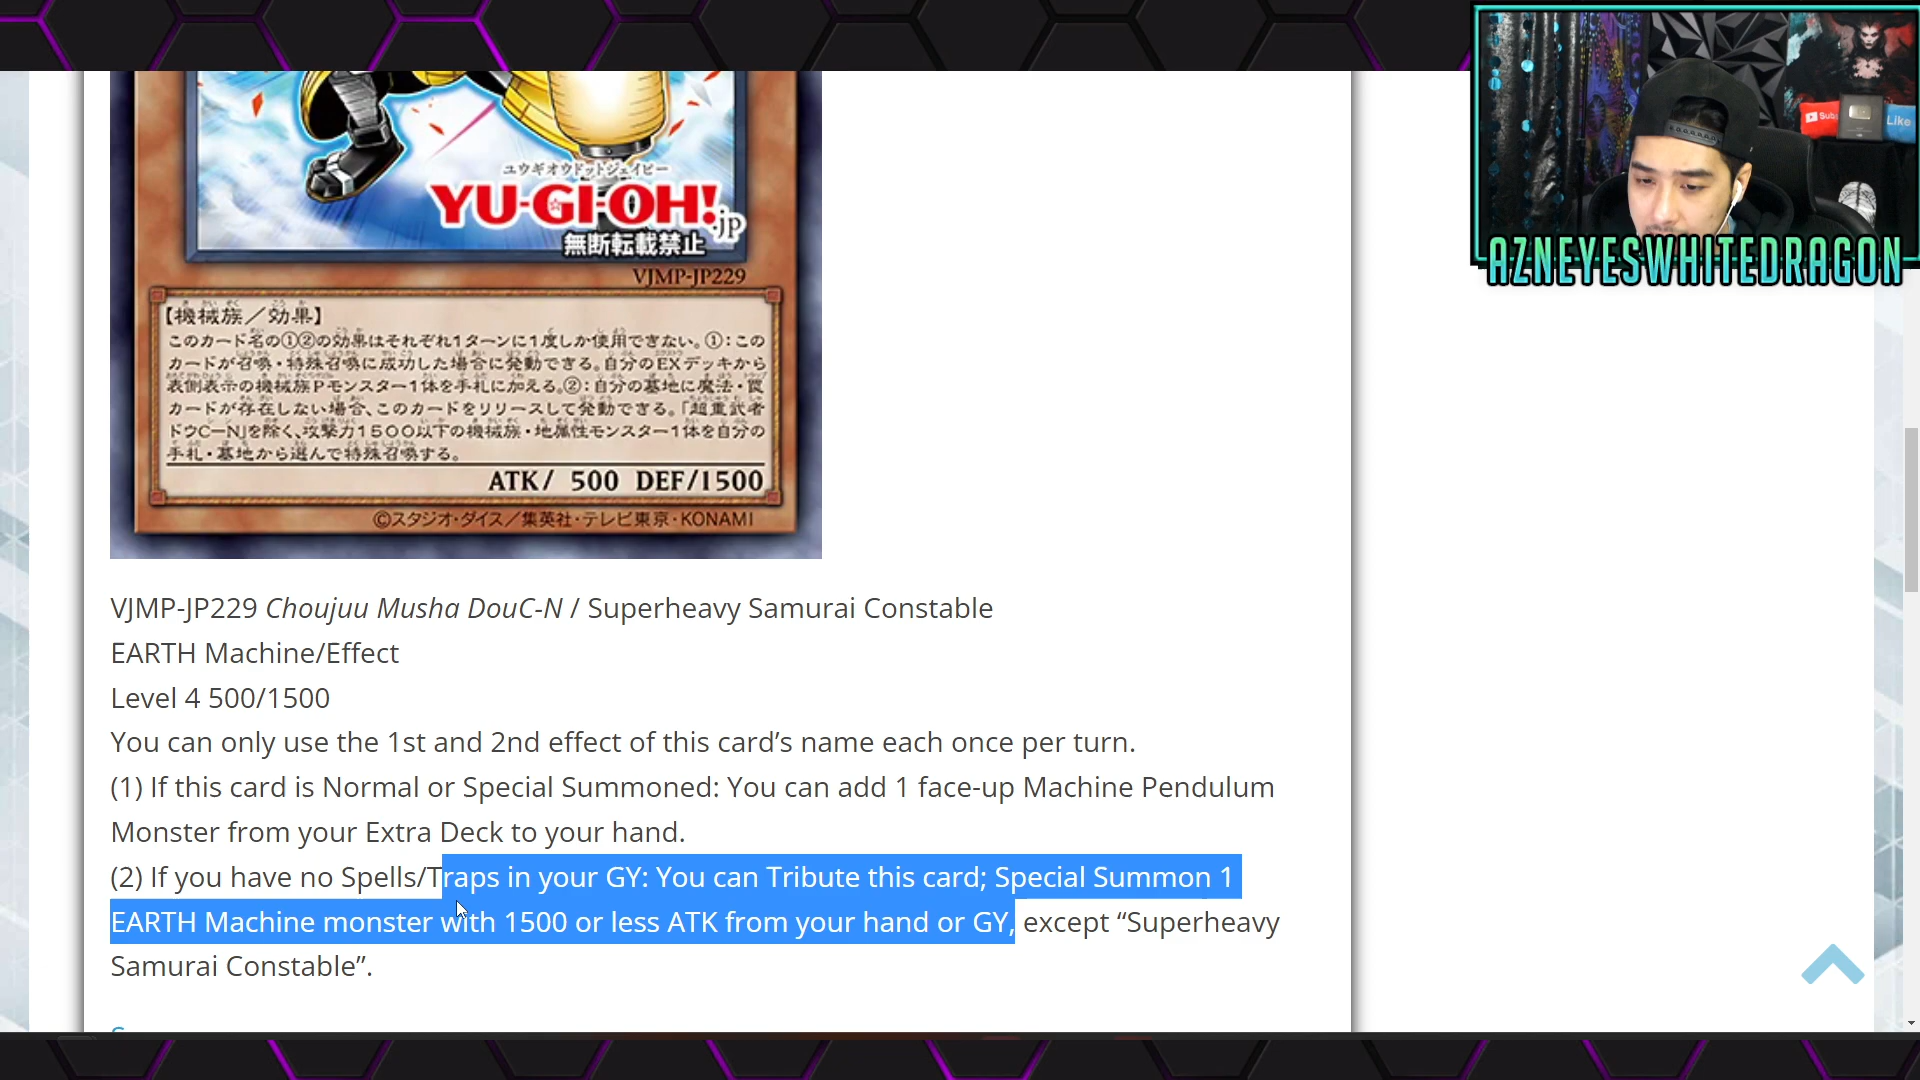 ユウギオウドットジェイピー
YU-GI-OH!
.jp
無断転載禁止
VJMP-JP229
【機械族/効果】
このカード名の①②の効果はそれぞれ1ターンに1度しか使用できない。①:この
カードが召喚・特殊召喚に成功した場合に発動できる。自分のEXデッキから
表側表示の機械族Pモンスター1体を手札に加える。②:自分の墓地に魔法・罠
カードが存在しない場合、このカードをリリースして発動できる。「超重武者
ドウC-N」を除く、攻撃力1500以下の機械族・地属性モンスター1体を自分の
手札・墓地から選んで特殊召喚する。
ATK/ 500 DEF/1500
©スタジオ・ダイス/集英社・テレビ東京・KONAMI
VJMP-JP229 Choujuu Musha DouC-N / Superheavy Samurai Constable
EARTH Machine/Effect
Level 4 500/1500
You can only use the 1st and 2nd effect of this card’s name each once per turn.
(1) If this card is Normal or Special Summoned: You can add 1 face-up Machine Pendulum
Monster from your Extra Deck to your hand.
(2) If you have no Spells/Traps in your GY: You can Tribute this card; Special Summon 1
EARTH Machine monster with 1500 or less ATK from your hand or GY, except “Superheavy
Samurai Constable”.
Like
AZNEYESWHITEDRAGON